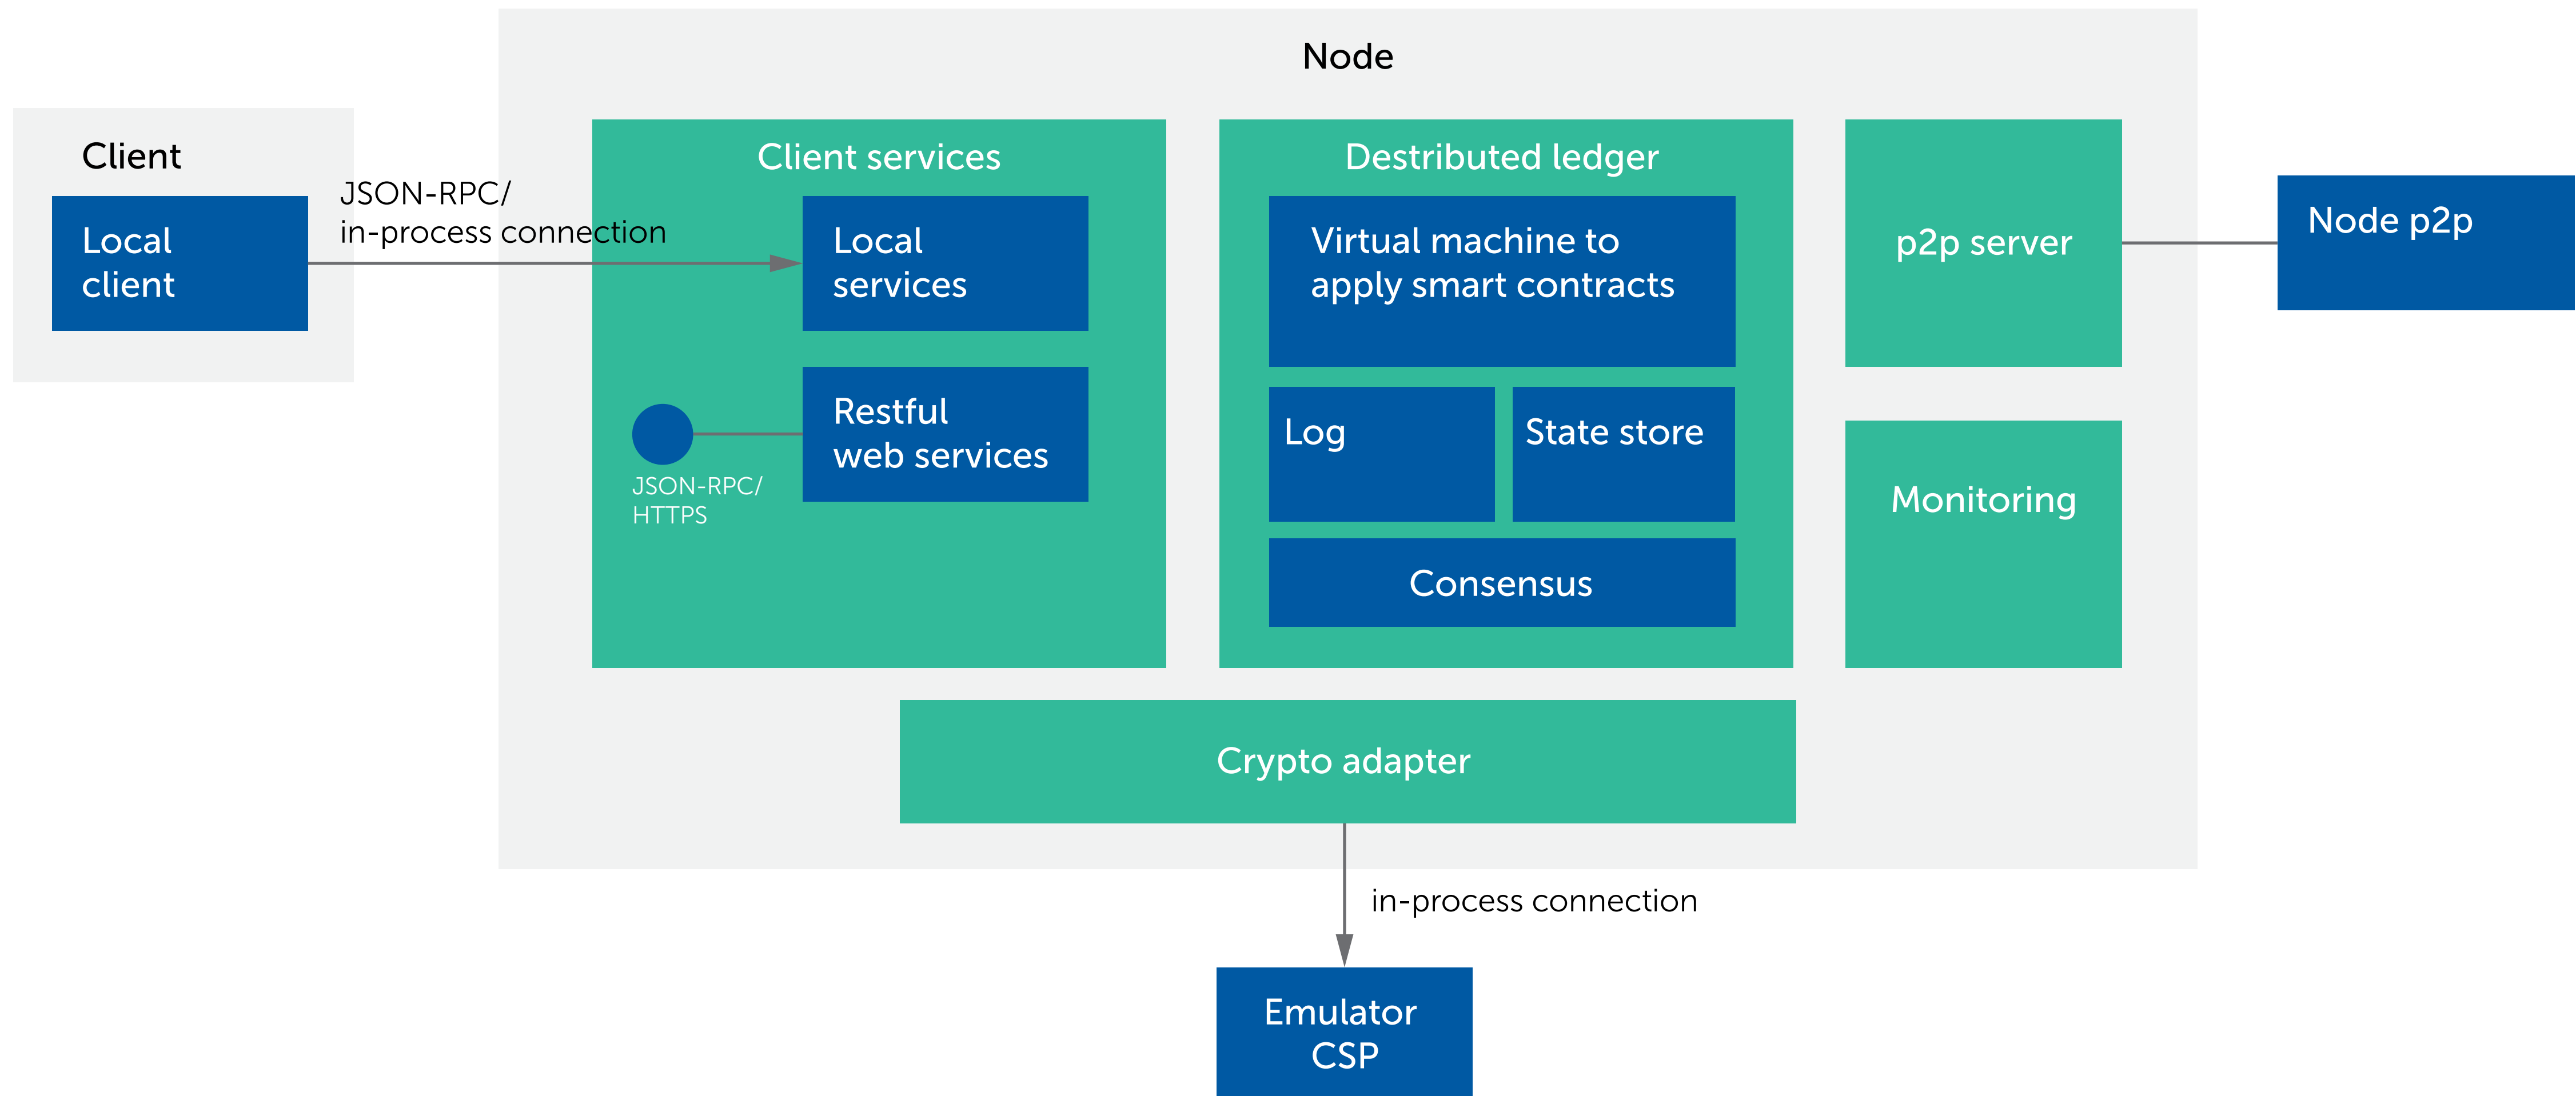 Node
Client
Local
client
JSON-RPC/
in-process connection
Client services
Local
services
Restful
web services
JSON-RPC/
HTTPS
Destributed ledger
Virtual machine to
apply smart contracts
Log
State store
Consensus
p2p server
Node p2p
Monitoring
Crypto adapter
in-process connection
Emulator
CSP